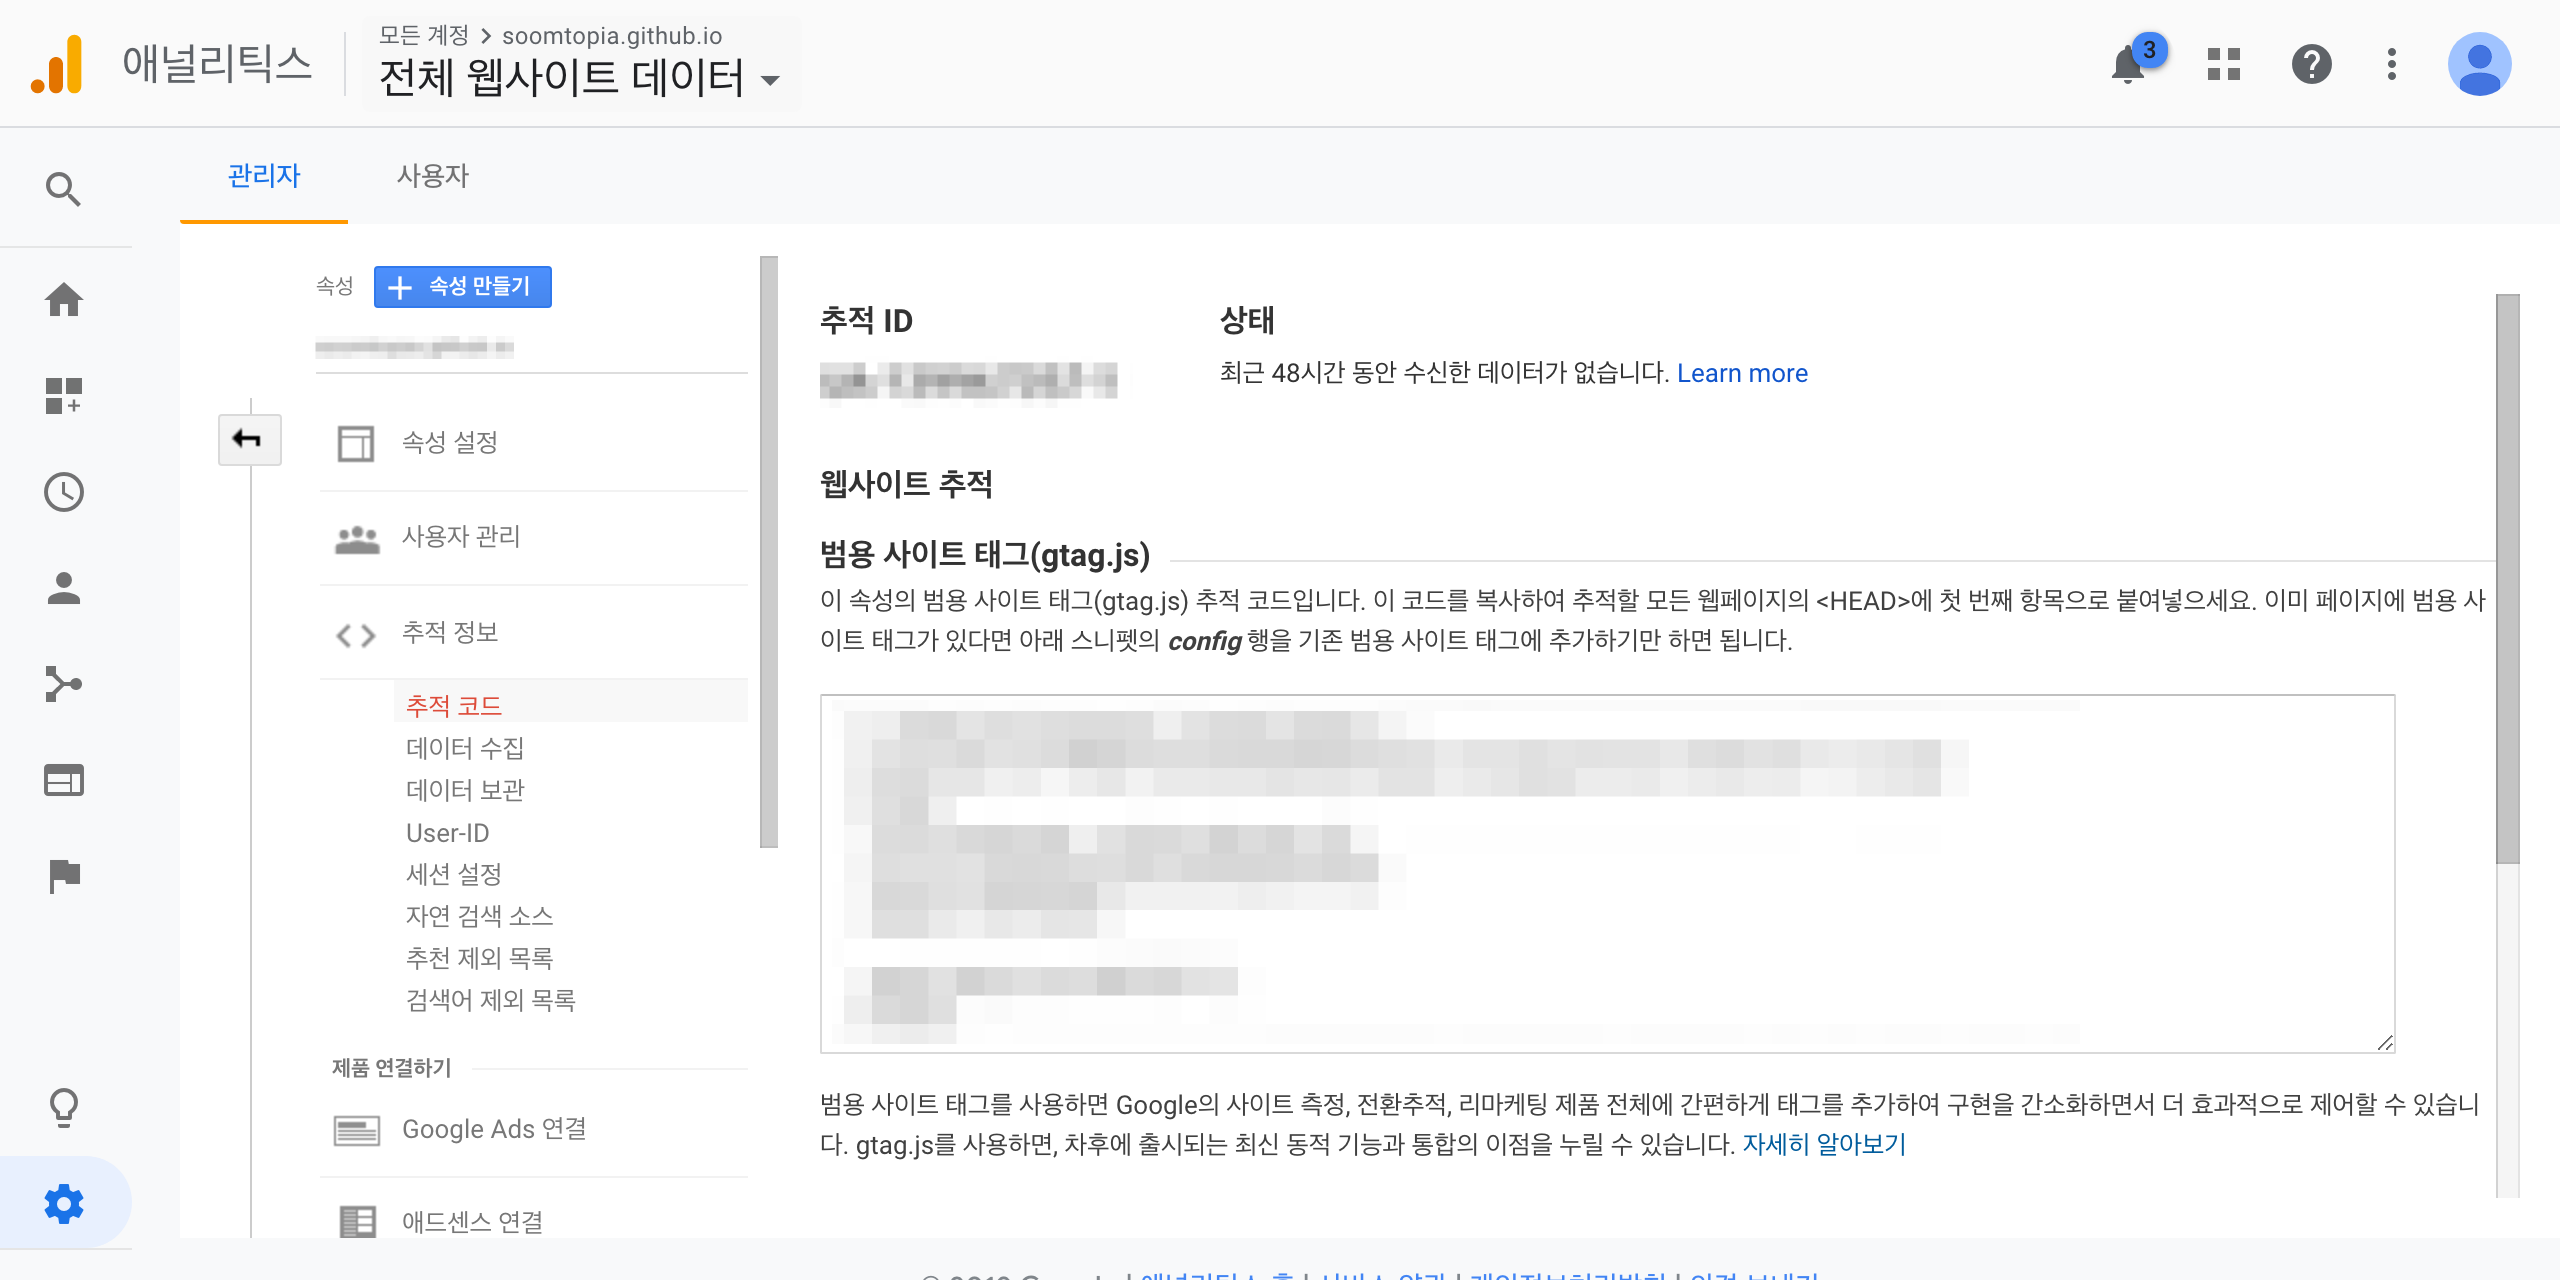 애널리틱스
모든 계정 > soomtopia.github.io
전체 웹사이트 데이터
3
관리자
사용자
속성
속성 만들기
속성 설정
사용자 관리
추적 정보
추적 코드
데이터 수집
데이터 보관
User-ID
세션 설정
자연 검색 소스
추천 제외 목록
검색어 제외 목록
제품 연결하기
Google Ads 연결
애드센스 연결
추적 ID
상태
최근 48시간 동안 수신한 데이터가 없습니다. Learn more
웹사이트 추적
범용 사이트 태그(gtag.js)
이 속성의 범용 사이트 태그(gtag.js) 추적 코드입니다. 이 코드를 복사하여 추적할 모든 웹페이지의 <HEAD>에 첫 번째 항목으로 붙여넣으세요. 이미 페이지에 범용 사
이트 태그가 있다면 아래 스니펫의 config 행을 기존 범용 사이트 태그에 추가하기만 하면 됩니다.
범용 사이트 태그를 사용하면 Google의 사이트 측정, 전환추적, 리마케팅 제품 전체에 간편하게 태그를 추가하여 구현을 간소화하면서 더 효과적으로 제어할 수 있습니
다. gtag.js를 사용하면, 차후에 출시되는 최신 동적 기능과 통합의 이점을 누릴 수 있습니다. 자세히 알아보기